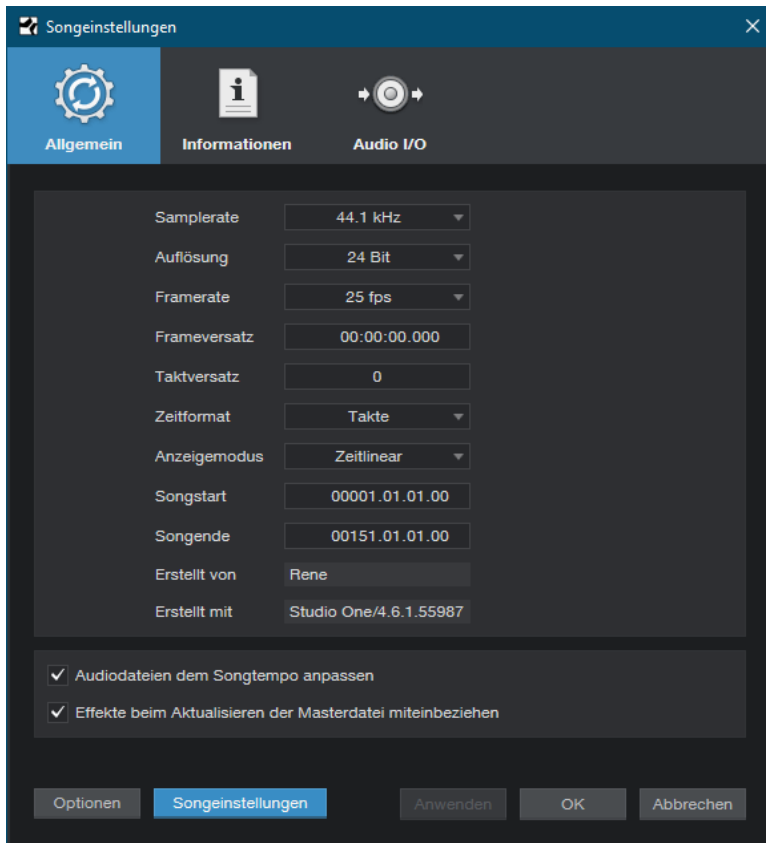 Songeinstellungen
Allgemein Informationen Audio I/O
Samplerate 44.1 kHz
Auflösung 24 Bit
Framerate 25 fps
Frameversatz 00:00:00.000
Taktversatz 0
Zeitformat Takte
Anzeigemodus Zeitlinear
Songstart 00001.01.01.00
Songende 00151.01.01.00
Erstellt von Rene
Erstellt mit Studio One/4.6.1.55987
Audiodateien dem Songtempo anpassen
Effekte beim Aktualisieren der Masterdatei miteinbeziehen
Optionen Songeinstellungen Anwenden OK Abbrechen